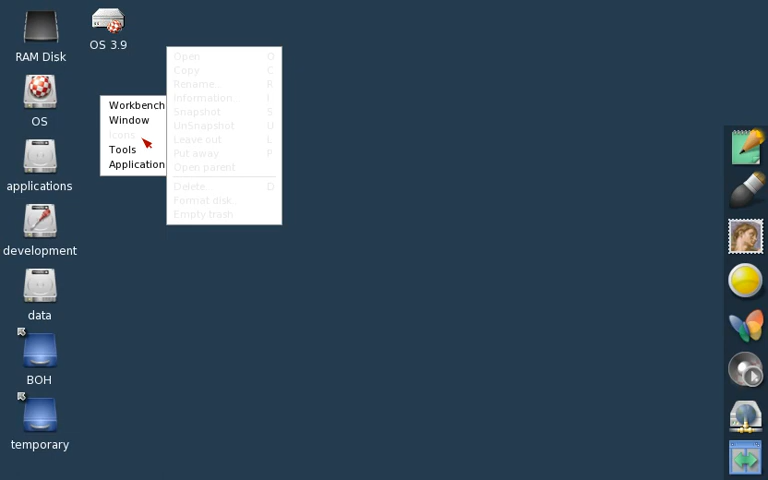 RAM Disk
OS 3.9
OS
applications
development
data
BOH
temporary
Workbench
Window
Icons
Tools
Application
Open O
Copy C
Rename... R
Information... I
Snapshot S
UnSnapshot U
Leave out L
Put away P
Open parent
Delete... D
Format disk...
Empty trash